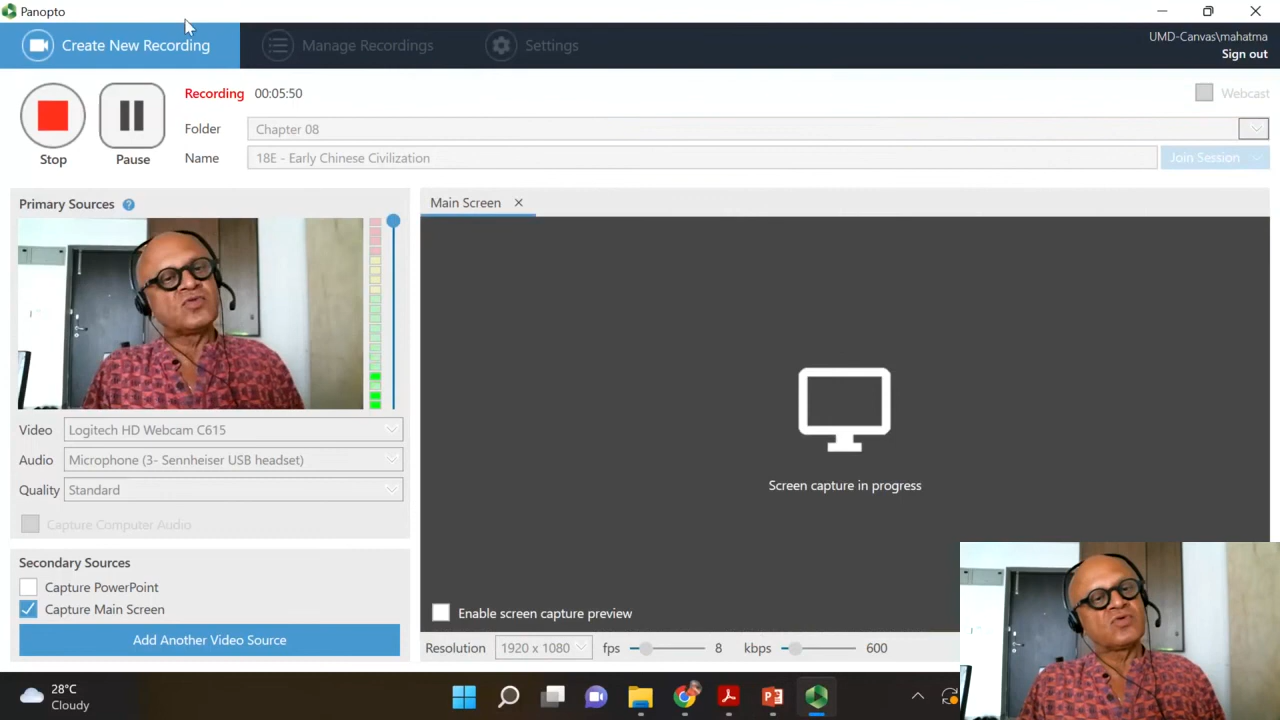 Panopto
Create New Recording
Manage Recordings
Settings
UMD-Canvas\mahatma
Sign out
Recording 00:05:50
Webcast
Folder Chapter 08
Name 18E - Early Chinese Civilization
Join Session
Stop
Pause
Primary Sources ?
Main Screen ×
Video Logitech HD Webcam C615
Audio Microphone (3- Sennheiser USB headset)
Quality Standard
Capture Computer Audio
Screen capture in progress
Secondary Sources
Capture PowerPoint
Capture Main Screen
Add Another Video Source
Enable screen capture preview
Resolution 1920 x 1080 fps 8 kbps 600
28°C
Cloudy